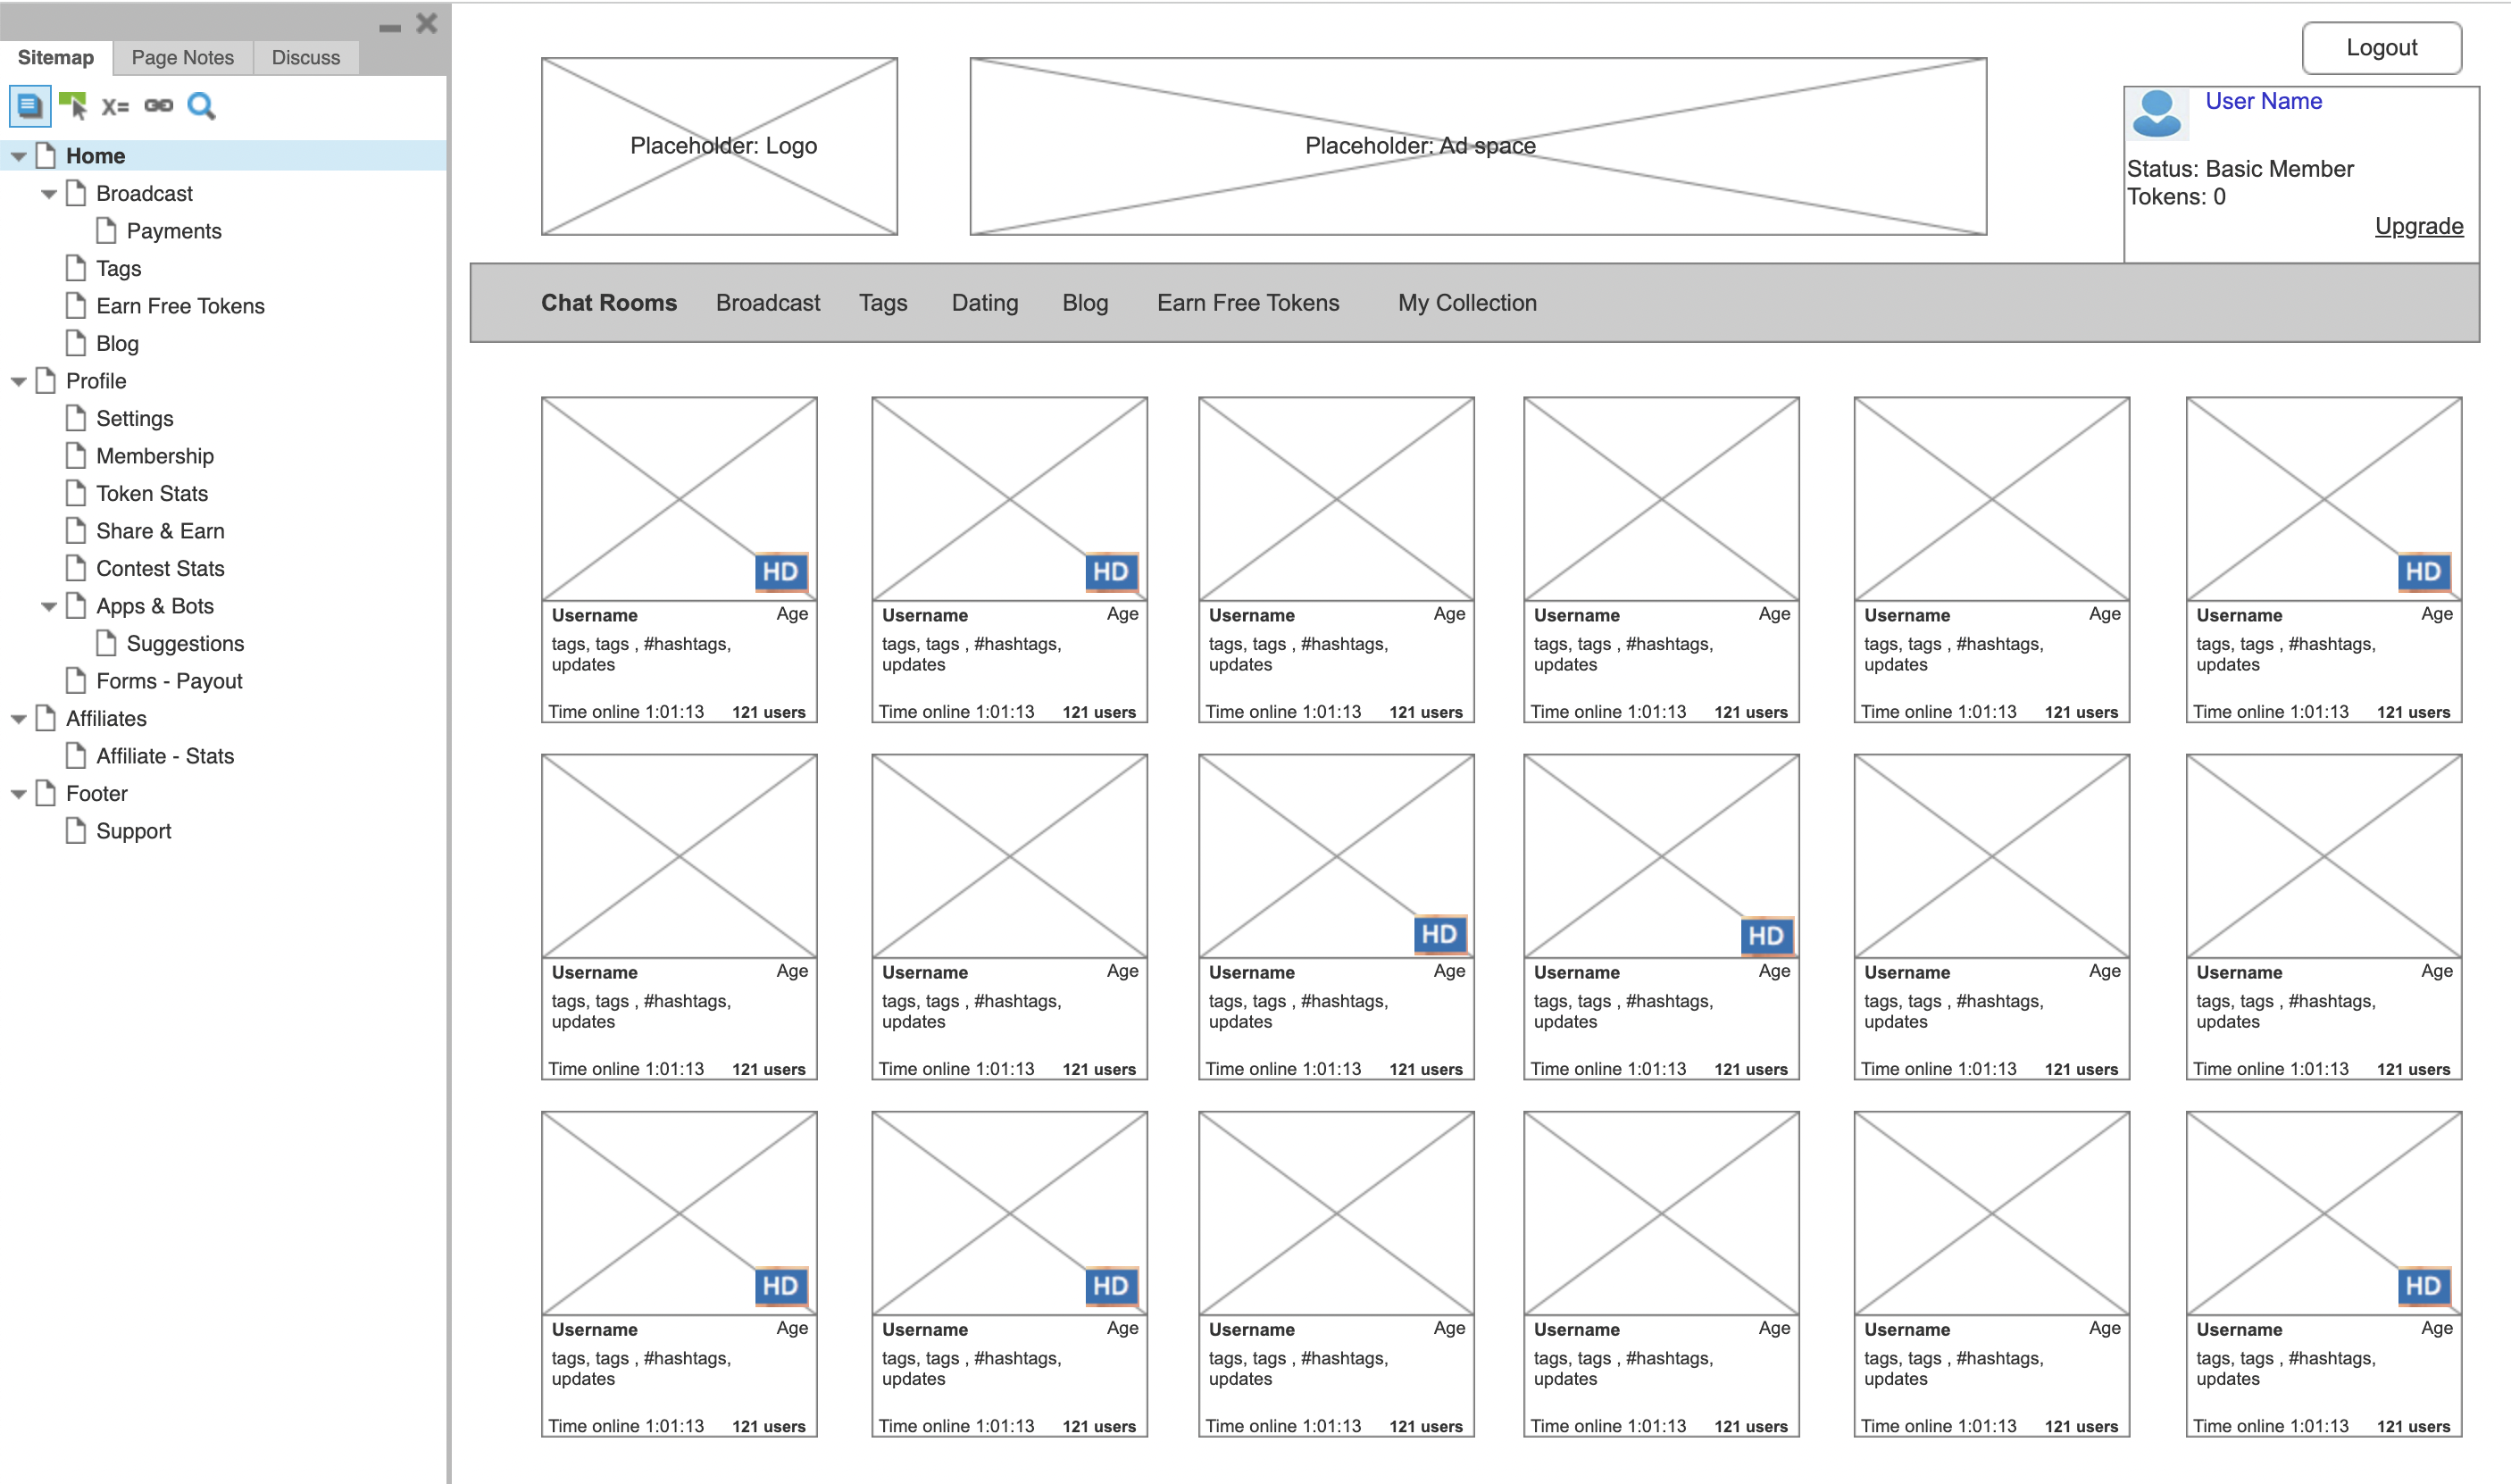 Sitemap Page Notes Discuss
X=
Home
Broadcast
Payments
Tags
Earn Free Tokens
Blog
Profile
Settings
Membership
Token Stats
Share & Earn
Contest Stats
Apps & Bots
Suggestions
Forms - Payout
Affiliates
Affiliate - Stats
Footer
Support
Placeholder: Logo
Placeholder: Ad space
Logout
User Name
Status: Basic Member
Tokens: 0
Upgrade
Chat Rooms Broadcast Tags Dating Blog Earn Free Tokens My Collection
HD HD HD
Username Age Username Age Username Age Username Age Username Age Username Age
tags, tags , #hashtags, tags, tags , #hashtags, tags, tags , #hashtags, tags, tags , #hashtags, tags, tags , #hashtags, tags, tags , #hashtags,
updates updates updates updates updates updates
Time online 1:01:13 121 users Time online 1:01:13 121 users Time online 1:01:13 121 users Time online 1:01:13 121 users Time online 1:01:13 121 users Time online 1:01:13 121 users
HD HD
Username Age Username Age Username Age Username Age Username Age Username Age
tags, tags , #hashtags, tags, tags , #hashtags, tags, tags , #hashtags, tags, tags , #hashtags, tags, tags , #hashtags, tags, tags , #hashtags,
updates updates updates updates updates updates
Time online 1:01:13 121 users Time online 1:01:13 121 users Time online 1:01:13 121 users Time online 1:01:13 121 users Time online 1:01:13 121 users Time online 1:01:13 121 users
HD HD HD
Username Age Username Age Username Age Username Age Username Age Username Age
tags, tags , #hashtags, tags, tags , #hashtags, tags, tags , #hashtags, tags, tags , #hashtags, tags, tags , #hashtags, tags, tags , #hashtags,
updates updates updates updates updates updates
Time online 1:01:13 121 users Time online 1:01:13 121 users Time online 1:01:13 121 users Time online 1:01:13 121 users Time online 1:01:13 121 users Time online 1:01:13 121 users